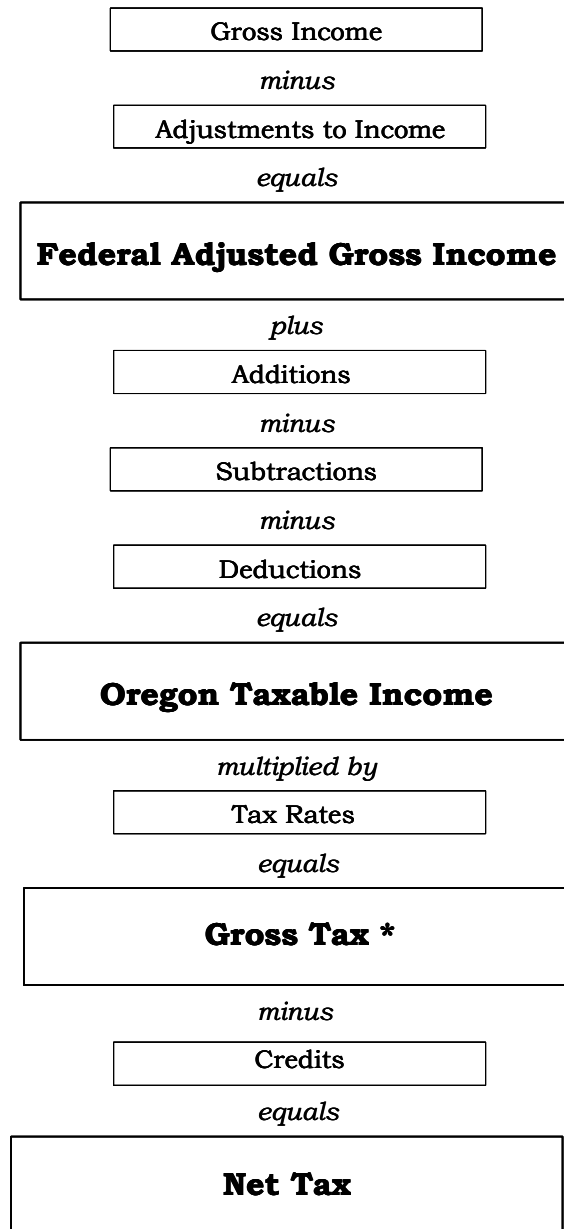 Gross Income
minus
Adjustments to Income
equals
Federal Adjusted Gross Income
plus
Additions
minus
Subtractions
minus
Deductions
equals
Oregon Taxable Income
multiplied by
Tax Rates
equals
Gross Tax *
minus
Credits
equals
Net Tax